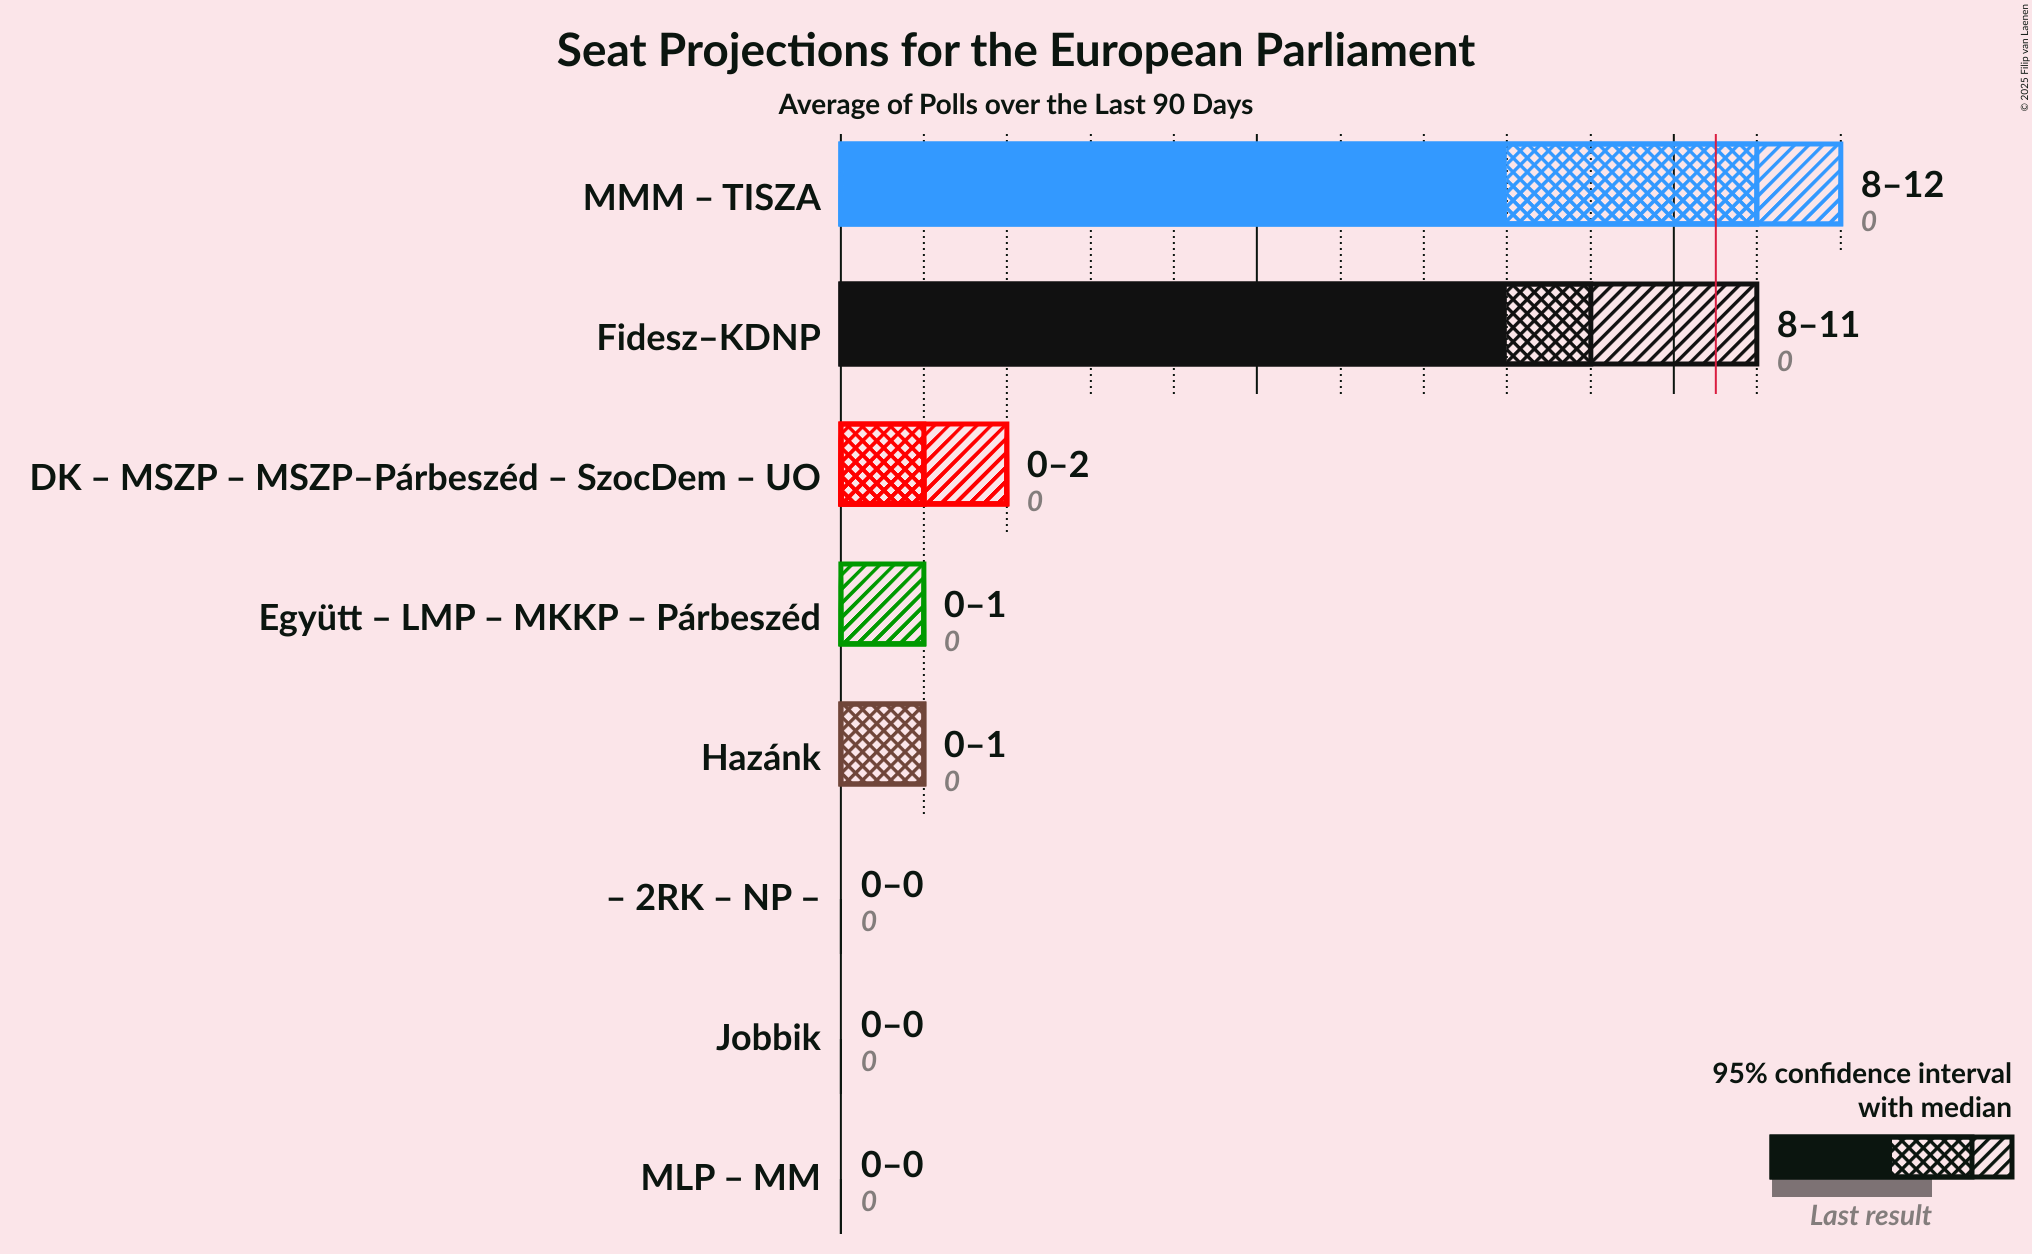 Seat Projections for the European Parliament
Average of Polls over the Last 90 Days
© 2025 Filip van Laenen
MMM – TISZA
8–12
0
Fidesz–KDNP
8–11
0
DK – MSZP – MSZP–Párbeszéd – SzocDem – UO
0–2
0
Együtt – LMP – MKKP – Párbeszéd
0–1
0
Hazánk
0–1
0
– 2RK – NP –
0–0
0
Jobbik
0–0
0
MLP – MM
0–0
0
95% confidence interval
with median
Last result